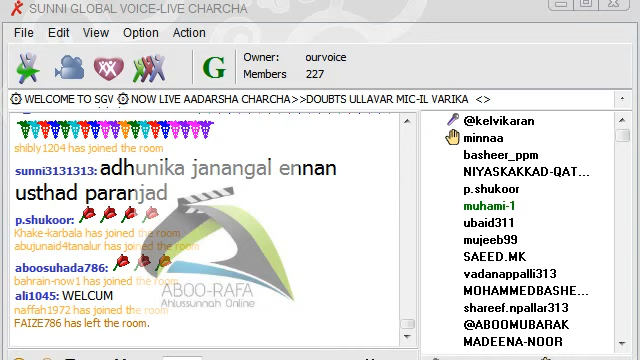 SUNNI GLOBAL VOICE-LIVE CHARCHA
File Edit View Option Action
G Owner: ourvoice
Members 227
WELCOME TO SGV NOW LIVE AADARSHA CHARCHA>>DOUBTS ULLAVAR MIC-IL VARIKA <>
shibly1204 has joined the room
sunni3131313: adhunika janangal ennan
usthad paranjad
p.shukoor:
Khake-karbala has joined the room
abujunaid4tanalur has joined the room
aboosuhada786:
bahrain-now1 has joined the room
ali1045: WELCUM
naffah1972 has joined the room
FAIZE786 has left the room.
ABOO-RAFA
Ahlussunnah Online
@kelvikaran
minnaa
basheer_ppm
NIYASKAKKAD-QAT...
p.shukoor
muhami-1
ubaid311
mujeeb99
SAEED.MK
vadanappalli313
MOHAMMEDBASHE...
shareef.npallar313
@ABOOMUBARAK
MADEENA-NOOR